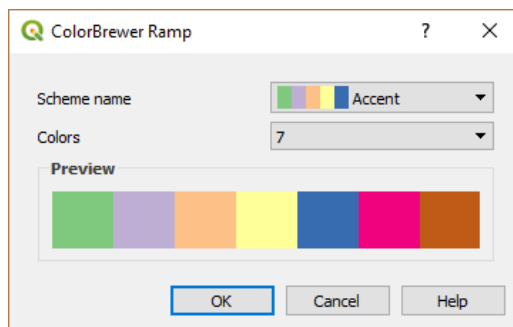 ColorBrewer Ramp ?
Scheme name Accent
Colors 7
Preview
OK Cancel Help